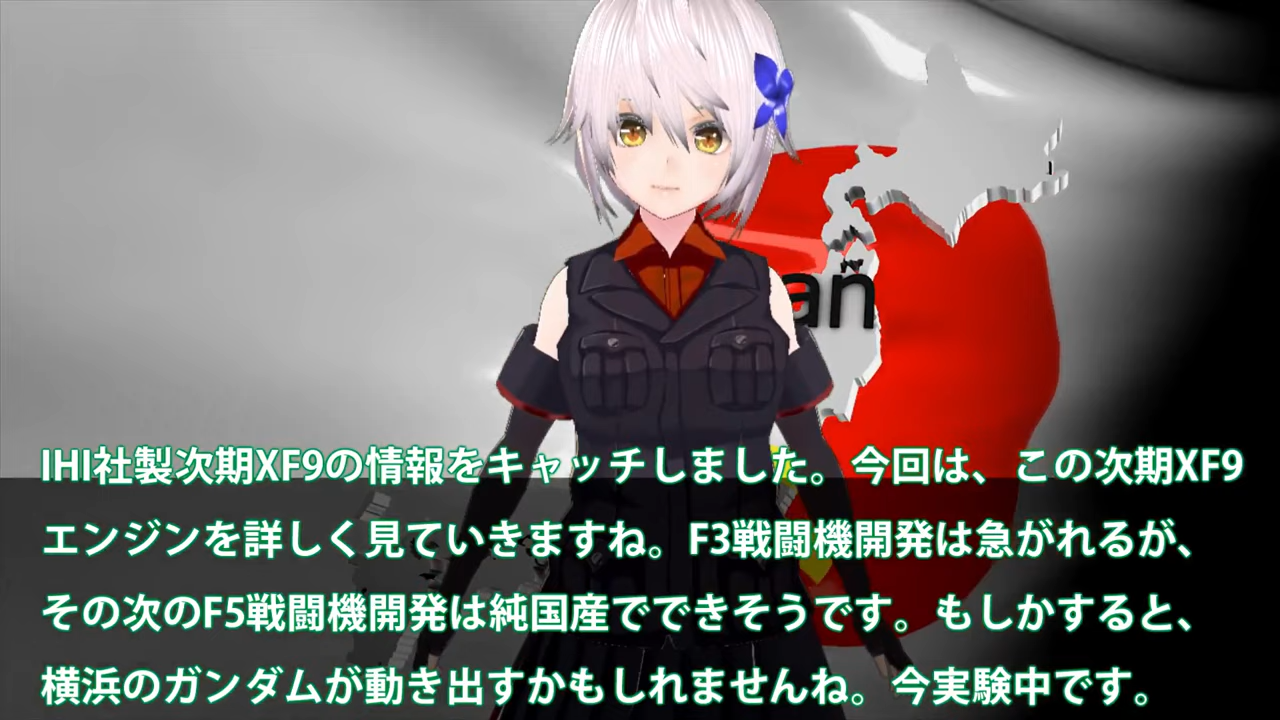 an
IHI社製次期XF9の情報をキャッチしました。今回は、この次期XF9
エンジンを詳しく見ていきますね。F3戦闘機開発は急がれるが、
その次のF5戦闘機開発は純国産でできそうです。もしかすると、
横浜のガンダムが動き出すかもしれませんね。今実験中です。